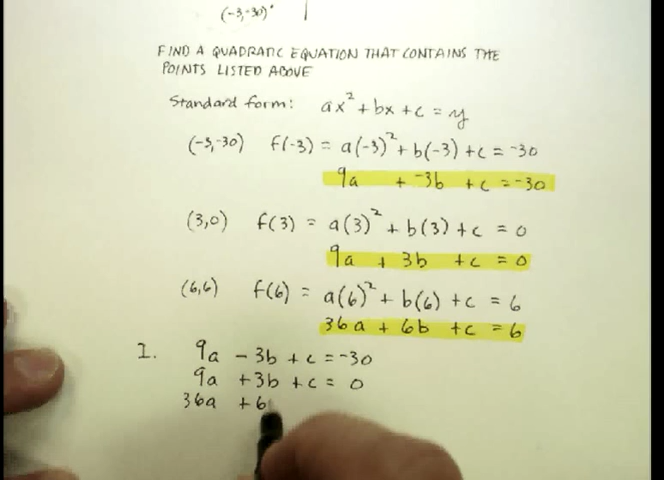 (-3,-30)
FIND A QUADRATIC EQUATION THAT CONTAINS THE
POINTS LISTED ABOVE
Standard form: ax² + bx + c = y
(-3,-30) f(-3) = a(-3)² + b(-3) + c = -30
9a + -3b + c = -30
(3,0) f(3) = a(3)² + b(3) + c = 0
9a + 3b + c = 0
(6,6) f(6) = a(6)² + b(6) + c = 6
36a + 6b + c = 6
I. 9a - 3b + c = -30
9a + 3b + c = 0
36a + 6